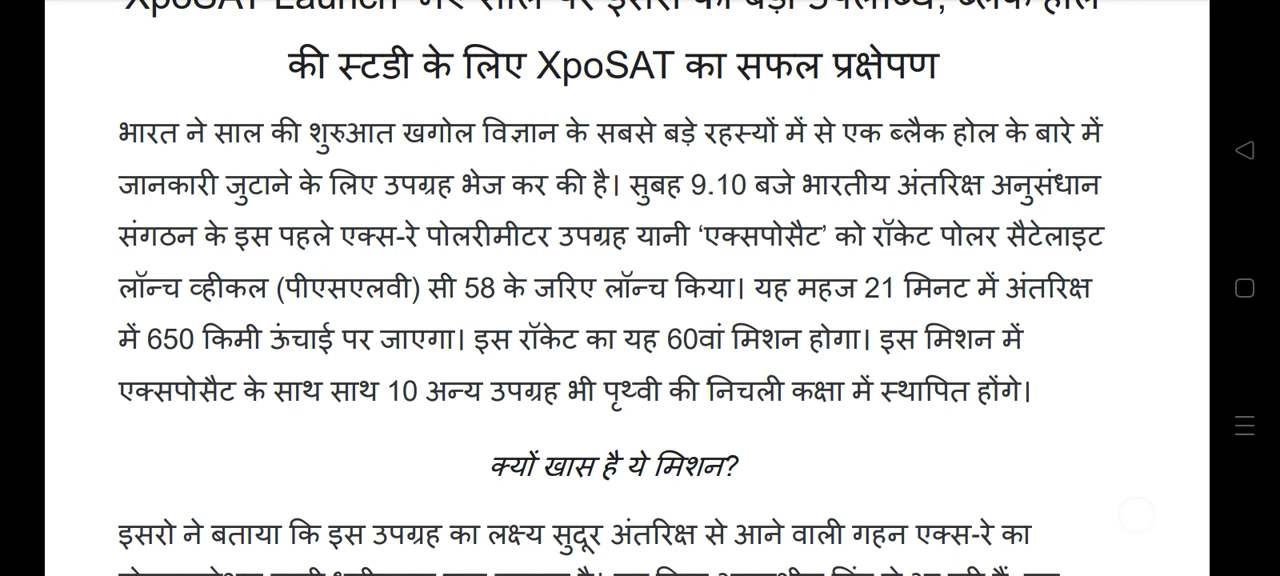 की स्टडी के लिए XpoSAT का सफल प्रक्षेपण
भारत ने साल की शुरुआत खगोल विज्ञान के सबसे बड़े रहस्यों में से एक ब्लैक होल के बारे में
जानकारी जुटाने के लिए उपग्रह भेज कर की है। सुबह 9.10 बजे भारतीय अंतरिक्ष अनुसंधान
संगठन के इस पहले एक्स-रे पोलरीमीटर उपग्रह यानी ‘एक्सपोसैट’ को रॉकेट पोलर सैटेलाइट
लॉन्च व्हीकल (पीएसएलवी) सी 58 के जरिए लॉन्च किया। यह महज 21 मिनट में अंतरिक्ष
में 650 किमी ऊंचाई पर जाएगा। इस रॉकेट का यह 60वां मिशन होगा। इस मिशन में
एक्सपोसैट के साथ साथ 10 अन्य उपग्रह भी पृथ्वी की निचली कक्षा में स्थापित होंगे।
क्यों खास है ये मिशन?
इसरो ने बताया कि इस उपग्रह का लक्ष्य सुदूर अंतरिक्ष से आने वाली गहन एक्स-रे का